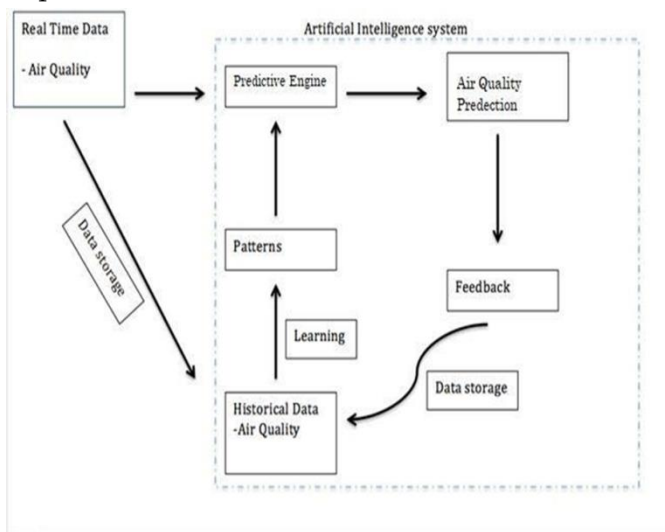 Real Time Data
- Air Quality
Artificial Intelligence system
Predictive Engine
Air Quality
Predection
Data storage
Patterns
Feedback
Learning
Data storage
Historical Data
-Air Quality